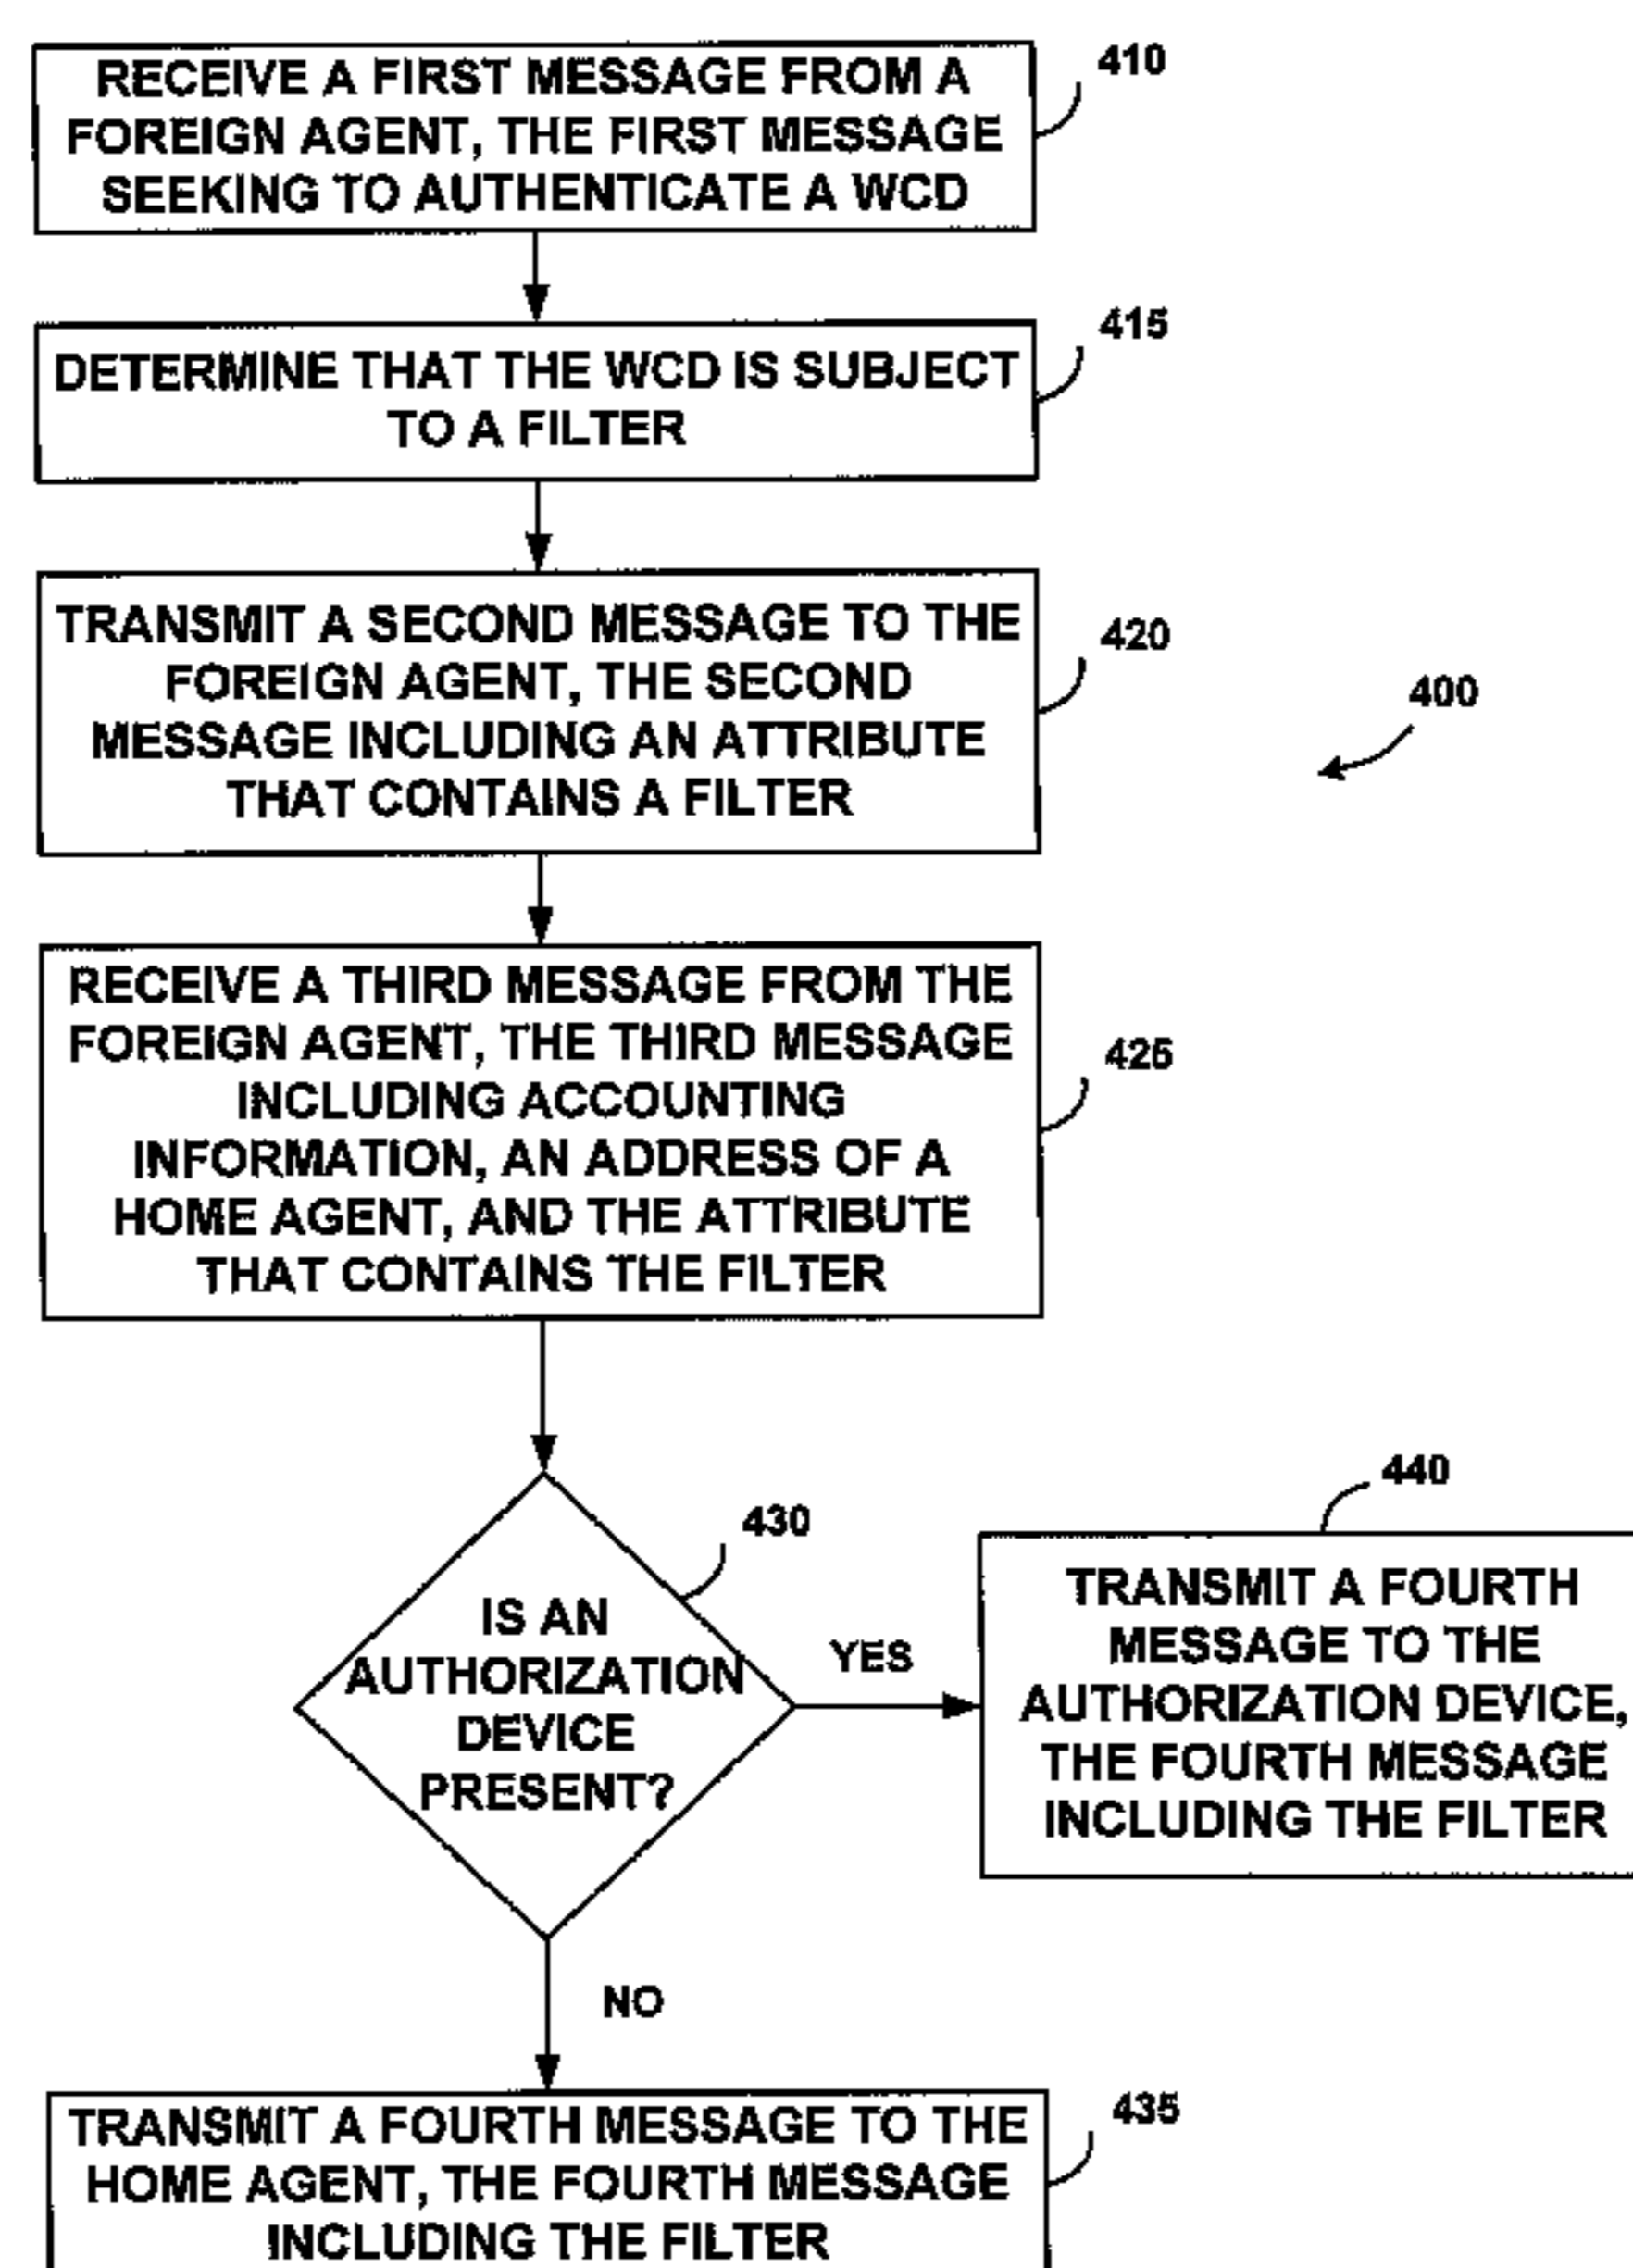 RECEIVE A FIRST MESSAGE FROM A
FOREIGN AGENT, THE FIRST MESSAGE
SEEKING TO AUTHENTICATE A WCD
410
DETERMINE THAT THE WCD IS SUBJECT
TO A FILTER
415
TRANSMIT A SECOND MESSAGE TO THE
FOREIGN AGENT, THE SECOND
MESSAGE INCLUDING AN ATTRIBUTE
THAT CONTAINS A FILTER
420
400
RECEIVE A THIRD MESSAGE FROM THE
FOREIGN AGENT, THE THIRD MESSAGE
INCLUDING ACCOUNTING
INFORMATION, AN ADDRESS OF A
HOME AGENT, AND THE ATTRIBUTE
THAT CONTAINS THE FILTER
425
IS AN
AUTHORIZATION
DEVICE
PRESENT?
430
YES
440
TRANSMIT A FOURTH
MESSAGE TO THE
AUTHORIZATION DEVICE,
THE FOURTH MESSAGE
INCLUDING THE FILTER
NO
TRANSMIT A FOURTH MESSAGE TO THE
HOME AGENT, THE FOURTH MESSAGE
INCLUDING THE FILTER
435